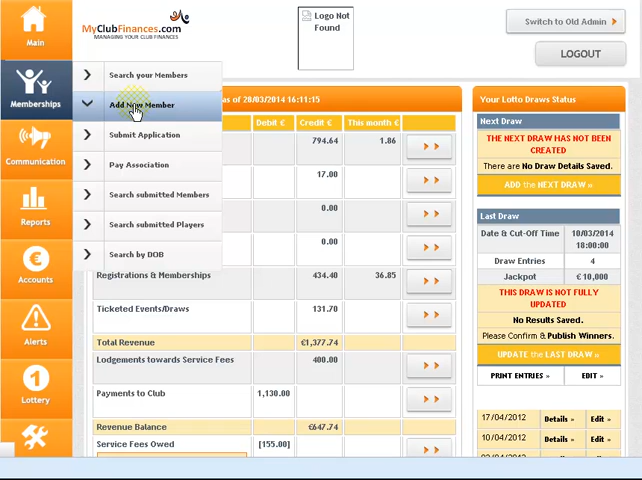 Main
MyClubFinances.com
MANAGING YOUR CLUB FINANCES
Logo Not
Found
Switch to Old Admin
LOGOUT
Memberships
Search your Members
Add New Member
Submit Application
Pay Association
Search submitted Members
Search submitted Players
Search by DOB
Communication
Reports
Accounts
Alerts
Lottery
as of 28/03/2014 16:11:15
Debit € Credit € This month €
794.64 1.86
17.00
0.00
0.00
Registrations & Memberships 434.40 36.85
Ticketed Events/Draws 131.70
Total Revenue €1,377.74
Lodgements towards Service Fees 400.00
Payments to Club 1,130.00
Revenue Balance €647.74
Service Fees Owed [155.00]
Your Lotto Draws Status
Next Draw
THE NEXT DRAW HAS NOT BEEN
CREATED
There are No Draw Details Saved.
ADD the NEXT DRAW »
Last Draw
Date & Cut-Off Time 10/03/2014
18:00:00
Draw Entries 4
Jackpot € 10,000
THIS DRAW IS NOT FULLY
UPDATED
No Results Saved.
Please Confirm & Publish Winners.
UPDATE the LAST DRAW »
PRINT ENTRIES » EDIT »
17/04/2012 Details » Edit »
10/04/2012 Details » Edit »